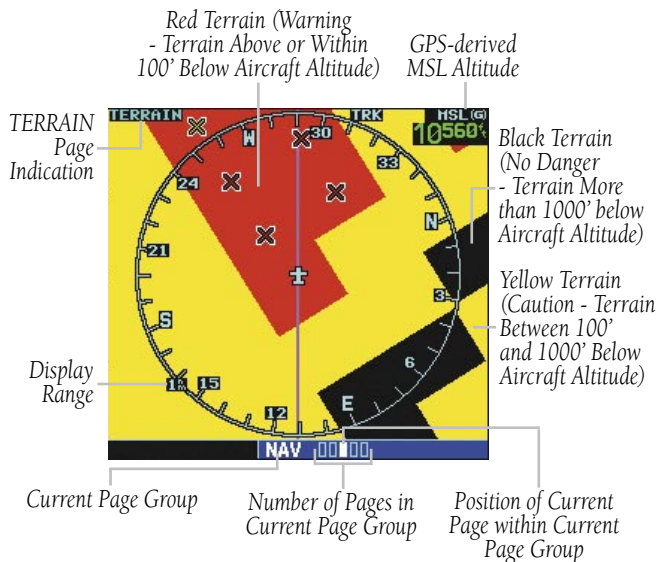 Red Terrain (Warning
- Terrain Above or Within
100' Below Aircraft Altitude)
GPS-derived
MSL Altitude
TERRAIN
Page
Indication
TERRAIN
TRK
MSL(G)
10560
W
30
33
24
N
21
3
S
6
15
12
E
NAV
Black Terrain
(No Danger
- Terrain More
than 1000' below
Aircraft Altitude)
Yellow Terrain
(Caution - Terrain
Between 100'
and 1000' Below
Aircraft Altitude)
Display
Range
Current Page Group
Number of Pages in
Current Page Group
Position of Current
Page within Current
Page Group